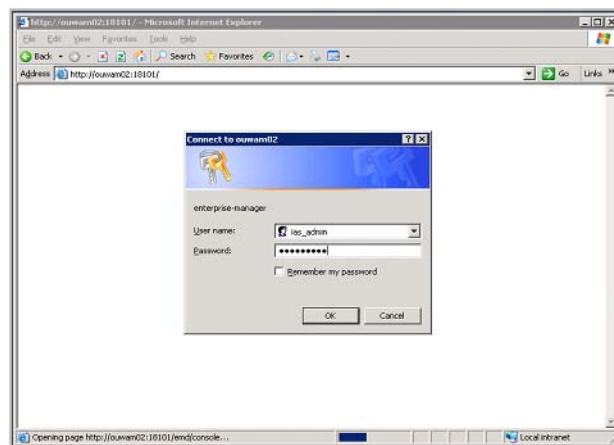 http://ouwam02:18101/ - Microsoft Internet Explorer
File Edit View Favorites Tools Help
Back Search Favorites
Address http://ouwam02:18101/ Go Links »
Connect to ouwam02
enterprise-manager
User name: ias_admin
Password: •••••••••
Remember my password
OK Cancel
Opening page http://ouwam02:18101/emd/console... Local intranet